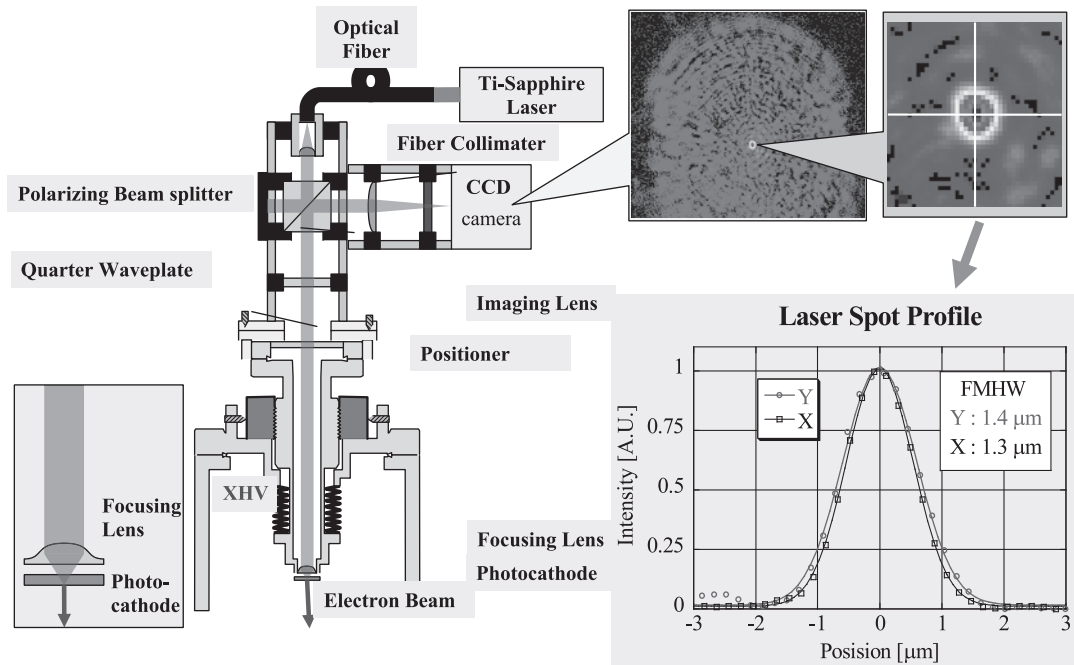 Optical
Fiber
Ti-Sapphire
Laser
Fiber Collimater
Polarizing Beam splitter
CCD
camera
Quarter Waveplate
Imaging Lens
Positioner
XHV
Focusing
Lens
Photo-
cathode
Focusing Lens
Photocathode
Electron Beam
Laser Spot Profile
Y
X
FMHW
Y : 1.4 μm
X : 1.3 μm
Intensity [A.U.]
1
0.75
0.5
0.25
0
-3
-2
-1
0
1
2
3
Posision [μm]